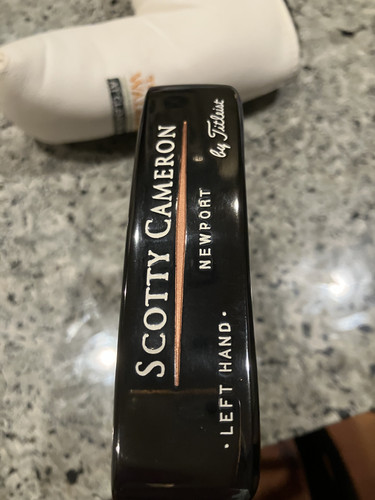 SCOTTY CAMERON
by Titleist
NEWPORT
· LEFT HAND ·